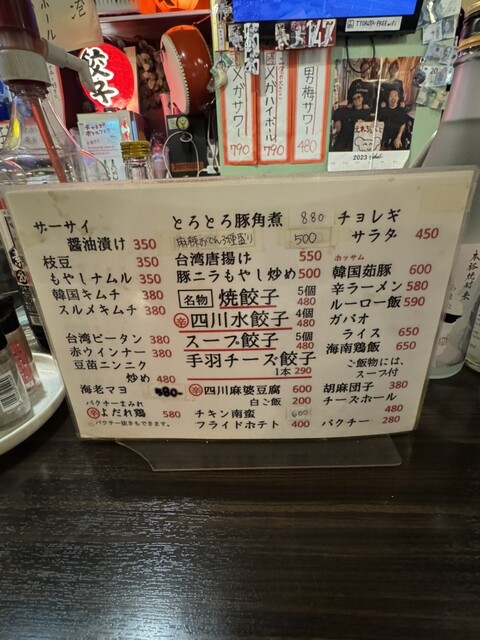 餃子
メガサワー
790
メガハイボール
790
男梅サワー
480
2023
サーサイ
醤油漬け 350
枝豆 350
もやしナムル 350
韓国キムチ 380
スルメキムチ 380
台湾ピータン 380
赤ウインナー 380
豆苗ニンニク
炒め 480
海老マヨ 580
パクチーまみれ
辛 よだれ鶏 580
パクチー抜きもできます。
とろとろ豚角煮 880
500
台湾唐揚げ 550
豚ニラもやし炒め 500
名物 焼餃子 5個 480
辛 四川水餃子 4個 480
スープ餃子 5個 480
手羽チーズ餃子
1本 290
辛 四川麻婆豆腐 600
白ご飯 200
チキン南蛮 600
フライドホテト 400
チョレギ
サラダ 450
ホッサム
韓国茹豚 600
辛ラーメン 580
ルーロー飯 590
ガパオ
ライス 650
海南鶏飯 650
ご飯物には、
スープ付
胡麻団子 380
チーズホール
480
パクチー 280